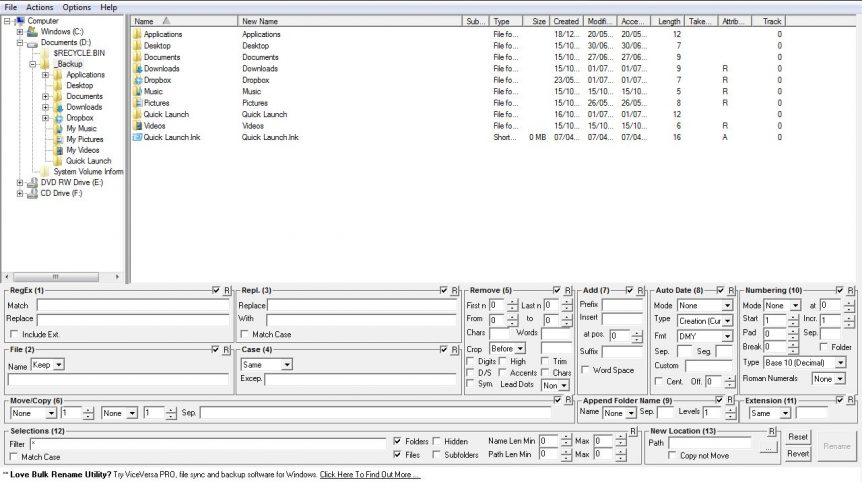 File Actions Options Help
Computer
Windows (C:)
Documents (D:)
$RECYCLE.BIN
_Backup
Applications
Desktop
Documents
Downloads
Dropbox
My Music
My Pictures
My Videos
Quick Launch
System Volume Inform
DVD RW Drive (E:)
CD Drive (F:)
Name New Name Sub... Type Size Created Modifi... Acce... Length Take... Attrib... Track
Applications Applications File fo... 18/12... 20/05... 20/05... 12 0
Desktop Desktop File fo... 15/10... 30/06... 30/06... 7 0
Documents Documents File fo... 15/10... 27/06... 27/06... 9 0
Downloads Downloads File fo... 15/10... 01/07... 01/07... 9 R 0
Dropbox Dropbox File fo... 23/05... 01/07... 01/07... 7 R 0
Music Music File fo... 15/10... 15/10... 15/10... 5 R 0
Pictures Pictures File fo... 15/10... 26/05... 26/05... 8 R 0
Quick Launch Quick Launch File fo... 16/10... 01/07... 01/07... 12 0
Videos Videos File fo... 15/10... 15/10... 15/10... 6 R 0
Quick Launch.lnk Quick Launch.lnk Short... 0 MB 07/04... 07/04... 07/04... 16 A 0
RegEx (1) R
Match
Replace
Include Ext.
Repl. (3) R
Replace
With
Match Case
File (2) R
Name Keep
Case (4) R
Same
Excep.
Remove (5) R
First n 0 Last n 0
From 0 to 0
Chars Words
Crop Before
Digits High Trim
D/S Accents Chars
Sym. Lead Dots Non
Add (7) R
Prefix
Insert
at pos. 0
Suffix
Word Space
Auto Date (8) R
Mode None
Type Creation (Cur
Fmt DMY
Sep. Seg.
Custom
Cent. Off. 0
Numbering (10) R
Mode None at 0
Start 1 Incr. 1
Pad 0 Sep.
Break 0 Folder
Type Base 10 (Decimal)
Roman Numerals None
Move/Copy (6) R
None 1 None 1 Sep.
Append Folder Name (9) R
Name None Sep. Levels 1
Extension (11) R
Same
Selections (12) R
Filter * Folders Hidden Name Len Min 0 Max 0
Match Case Files Subfolders Path Len Min 0 Max 0
New Location (13) R
Path ...
Copy not Move
Reset
Revert
Rename
** Love Bulk Rename Utility? Try ViceVersa PRO, file sync and backup software for Windows. Click Here To Find Out More ...